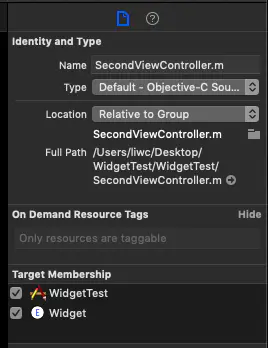 Identity and Type
Name SecondViewController.m
Type Default - Objective-C Sou...
Location Relative to Group
SecondViewController.m
Full Path /Users/liwc/Desktop/
WidgetTest/WidgetTest/
SecondViewController.m
On Demand Resource Tags Hide
Only resources are taggable
Target Membership
WidgetTest
E Widget